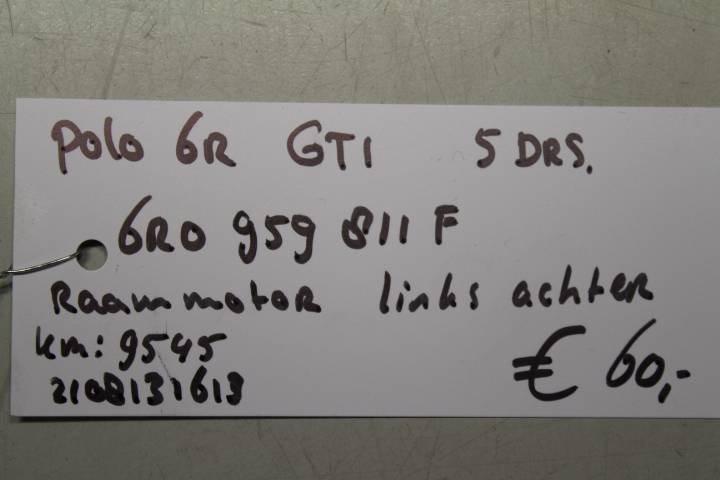 Polo 6R GTI 5 DRS.
6R0 959 811 F
Raammotor links achter
km: 9545
2108131613
€ 60,-